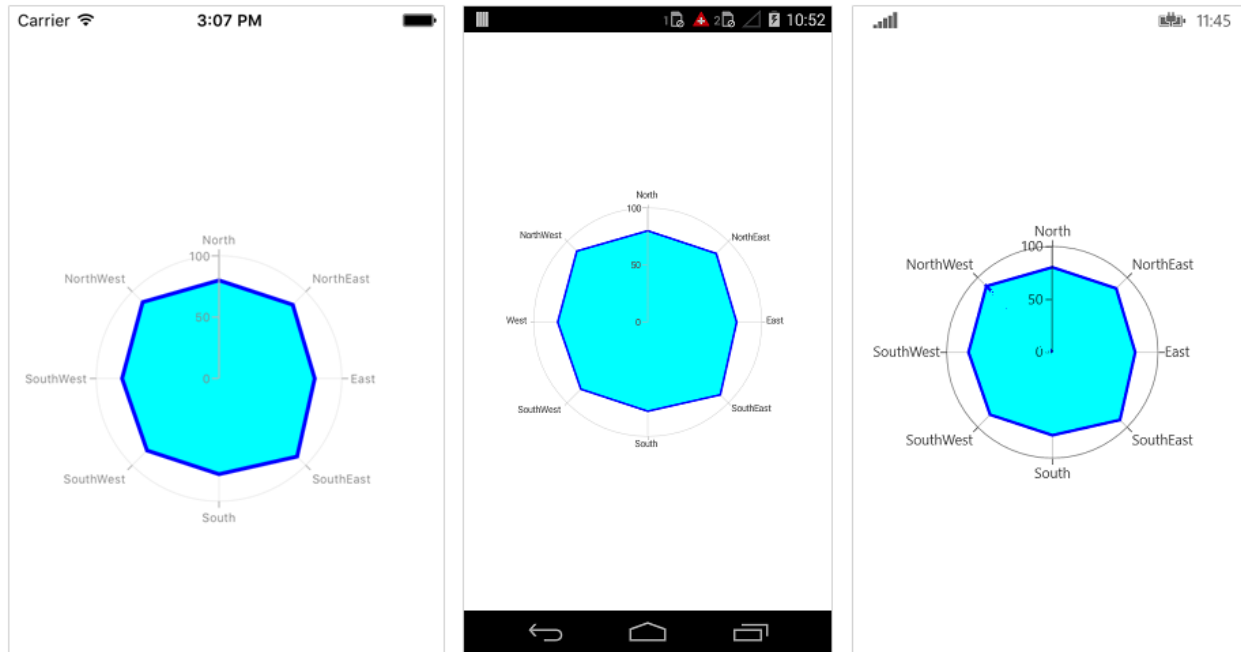 Carrier 3:07 PM
North
100
NorthWest NorthEast
50
SouthWest 0 East
SouthWest SouthEast
South
1 2 10:52
North
100
NorthWest NorthEast
50
West 0 East
SouthWest SouthEast
South
11:45
North
100
NorthWest NorthEast
50
SouthWest 0 East
SouthWest SouthEast
South